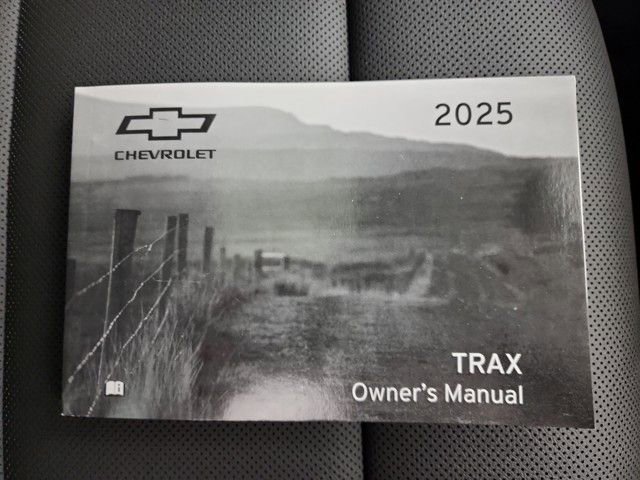 2025
CHEVROLET
TRAX
Owner's Manual